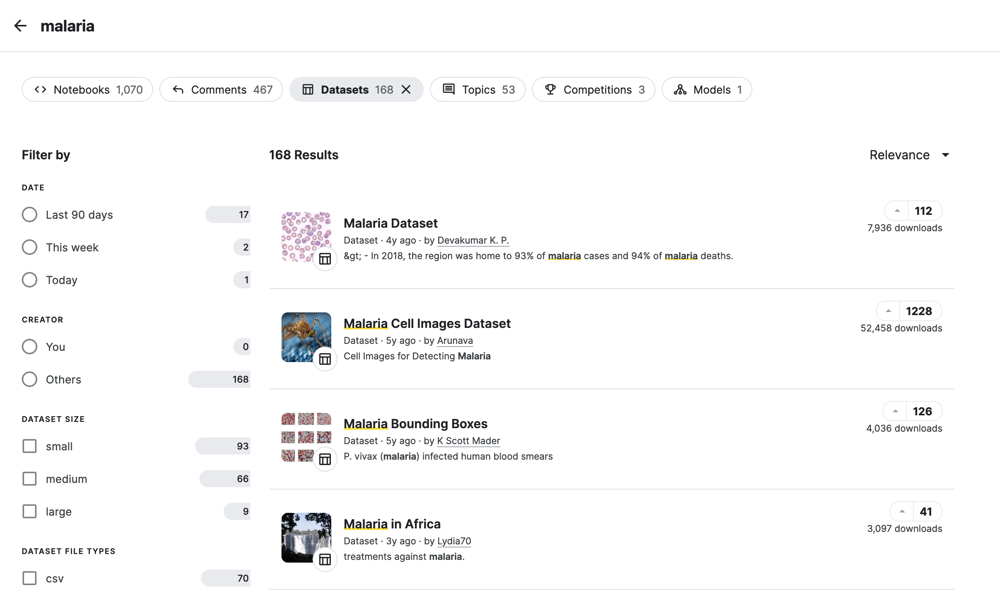 malaria
Notebooks 1,070
Comments 467
Datasets 168
Topics 53
Competitions 3
Models 1
Filter by
DATE
Last 90 days 17
This week 2
Today 1
CREATOR
You 0
Others 168
DATASET SIZE
small 93
medium 66
large 9
DATASET FILE TYPES
csv 70
168 Results
Relevance
Malaria Dataset
Dataset · 4y ago · by Devakumar K. P.
&gt; - In 2018, the region was home to 93% of malaria cases and 94% of malaria deaths.
112
7,936 downloads
Malaria Cell Images Dataset
Dataset · 5y ago · by Arunava
Cell Images for Detecting Malaria
1228
52,458 downloads
Malaria Bounding Boxes
Dataset · 5y ago · by K Scott Mader
P. vivax (malaria) infected human blood smears
126
4,036 downloads
Malaria in Africa
Dataset · 3y ago · by Lydia70
treatments against malaria.
41
3,097 downloads